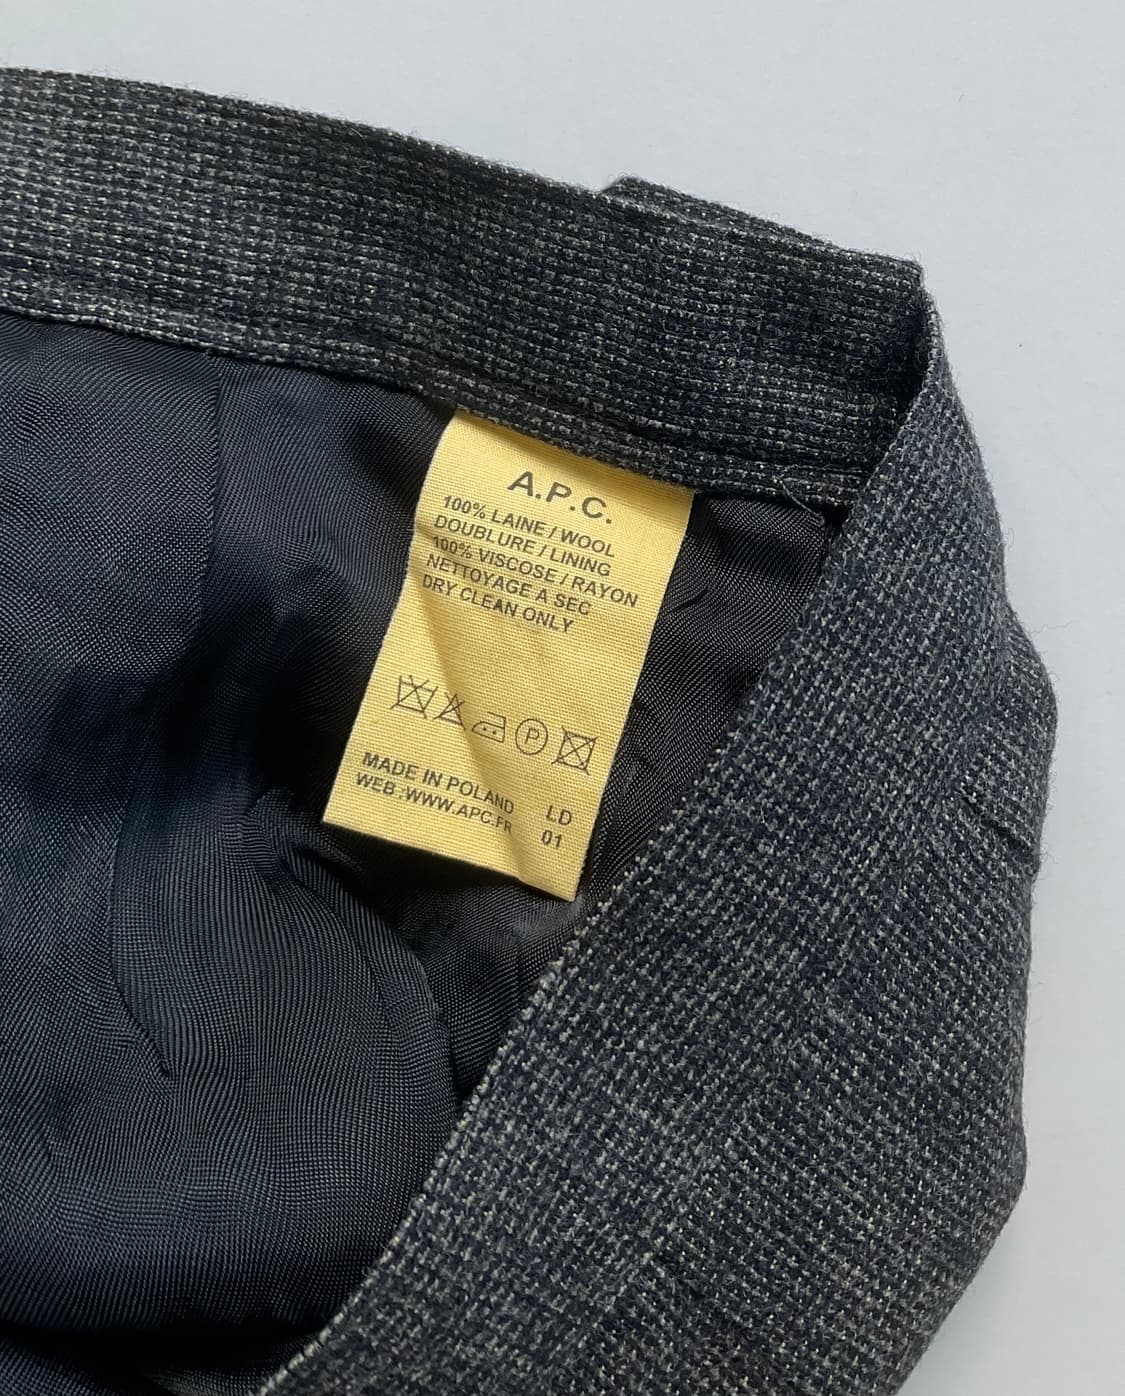 A.P.C.
100% LAINE / WOOL
DOUBLURE / LINING
100% VISCOSE / RAYON
NETTOYAGE A SEC
DRY CLEAN ONLY
P
MADE IN POLAND LD
WEB :WWW.APC.FR 01